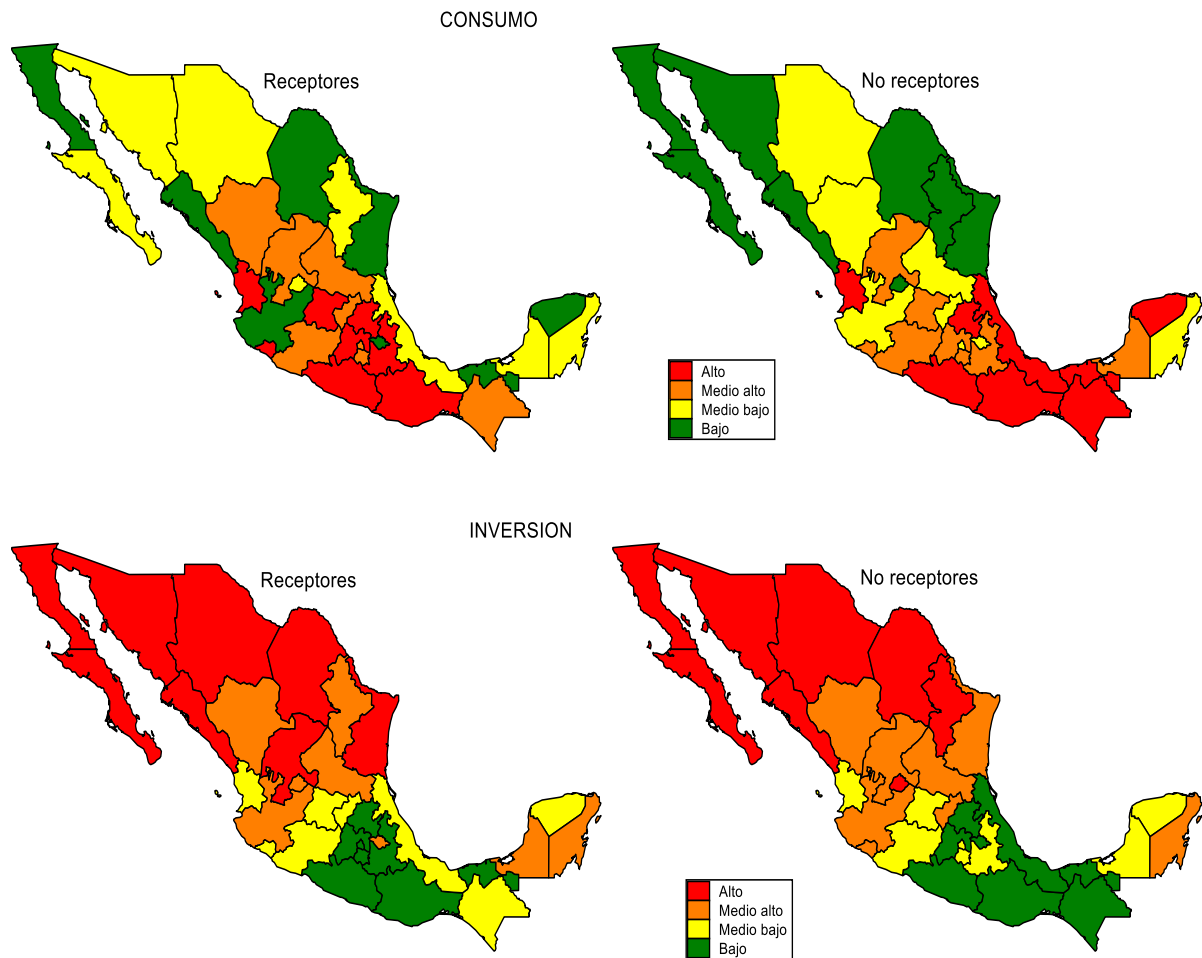 CONSUMO
Receptores
No receptores
Alto
Medio alto
Medio bajo
Bajo
INVERSION
Receptores
No receptores
Alto
Medio alto
Medio bajo
Bajo